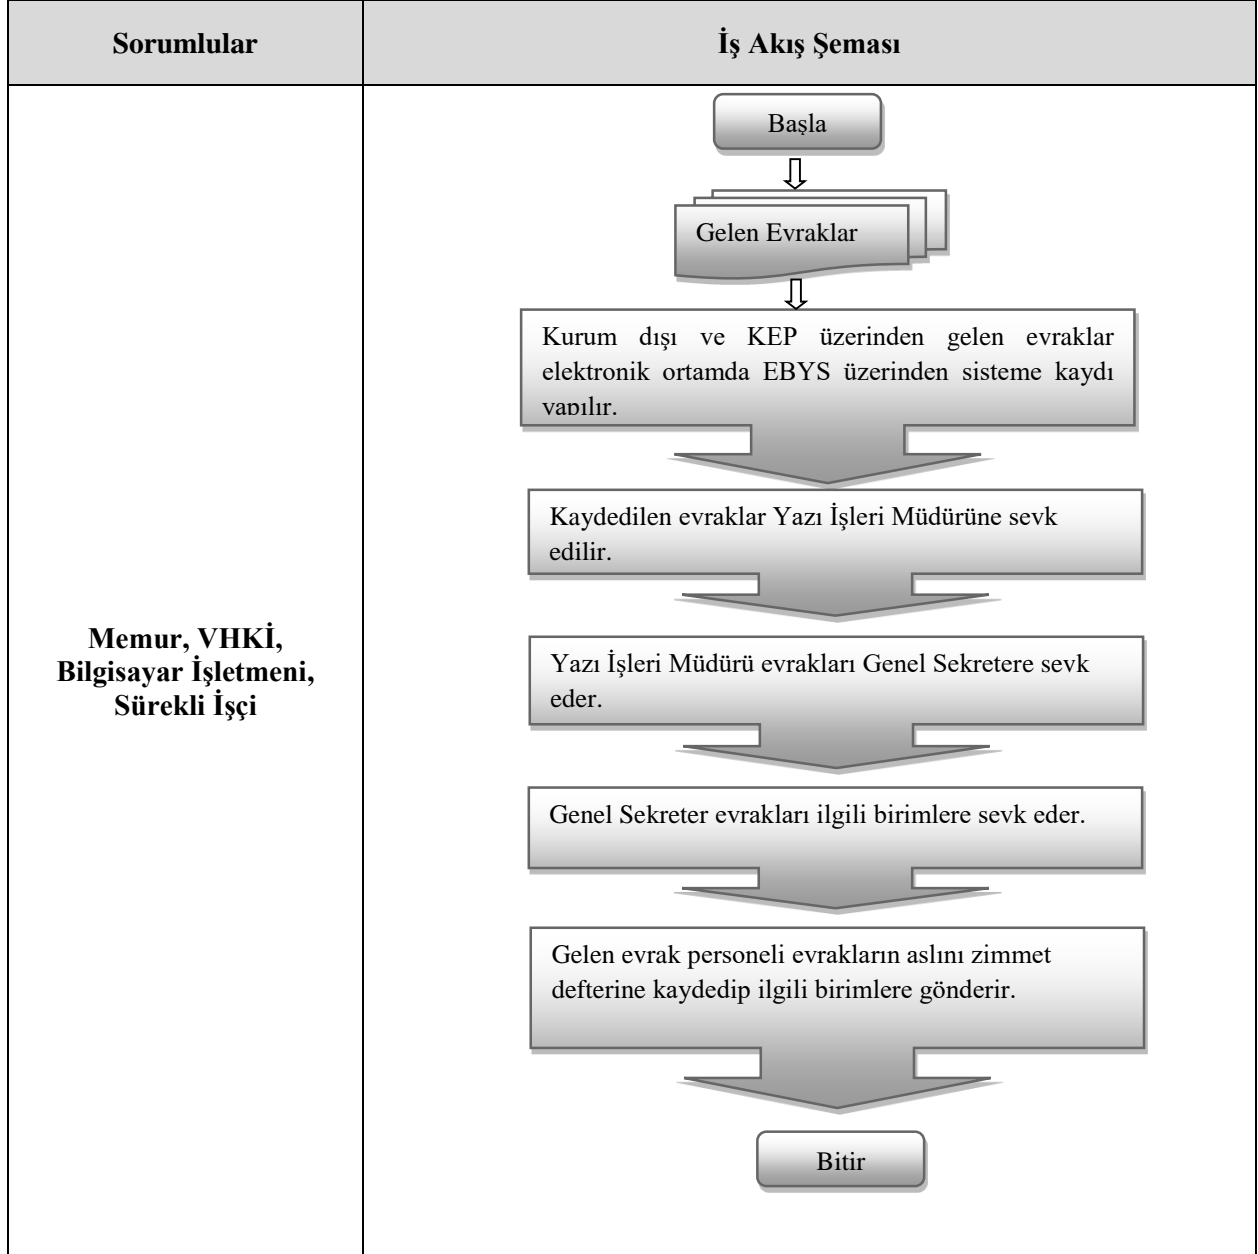 Sorumlular
İş Akış Şeması
Memur, VHKİ,
Bilgisayar İşletmeni,
Sürekli İşçi
Başla
Gelen Evraklar
Kurum dışı ve KEP üzerinden gelen evraklar
elektronik ortamda EBYS üzerinden sisteme kaydı
yapılır.
Kaydedilen evraklar Yazı İşleri Müdürüne sevk
edilir.
Yazı İşleri Müdürü evrakları Genel Sekretere sevk
eder.
Genel Sekreter evrakları ilgili birimlere sevk eder.
Gelen evrak personeli evrakların aslını zimmet
defterine kaydedip ilgili birimlere gönderir.
Bitir